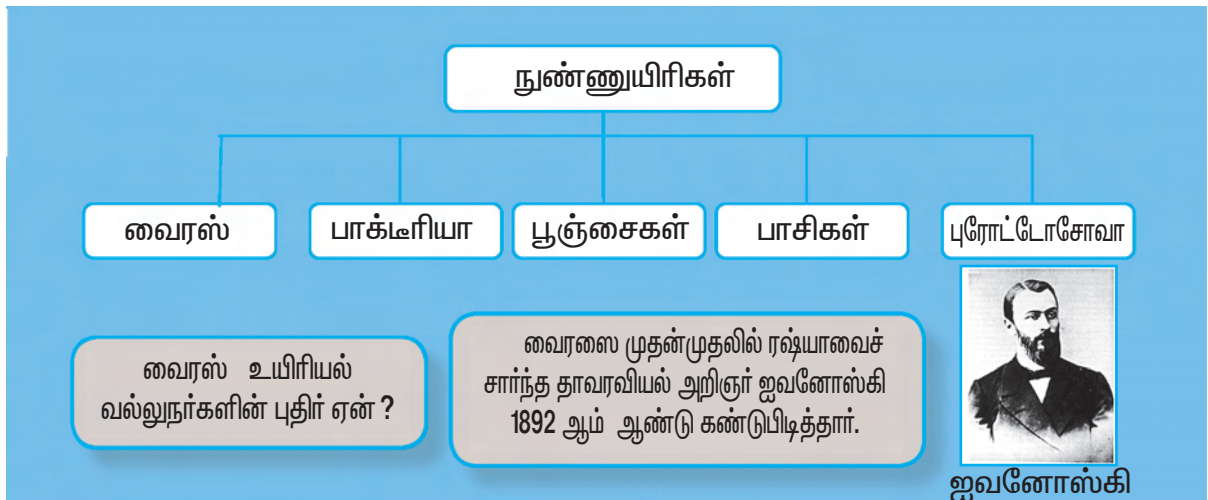 நுண்ணுயிரிகள்
வைரஸ்
பாக்டீரியா
பூஞ்சைகள்
பாசிகள்
புரோட்டோசோவா
வைரஸ் உயிரியல்
வல்லுநர்களின் புதிர் ஏன் ?
வைரஸை முதன்முதலில் ரஷ்யாவைச்
சார்ந்த தாவரவியல் அறிஞர் ஐவனோஸ்கி
1892 ஆம் ஆண்டு கண்டுபிடித்தார்.
ஐவனோஸ்கி